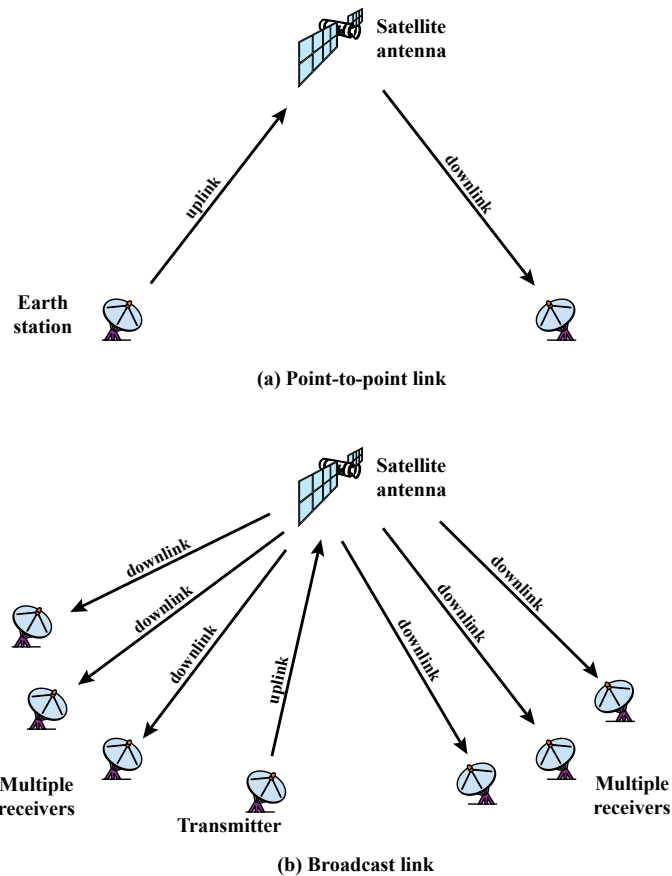 Satellite
antenna
uplink
downlink
Earth
station
(a) Point-to-point link
Satellite
antenna
downlink
downlink
downlink
uplink
downlink
downlink
downlink
Multiple
receivers
Transmitter
Multiple
receivers
(b) Broadcast link